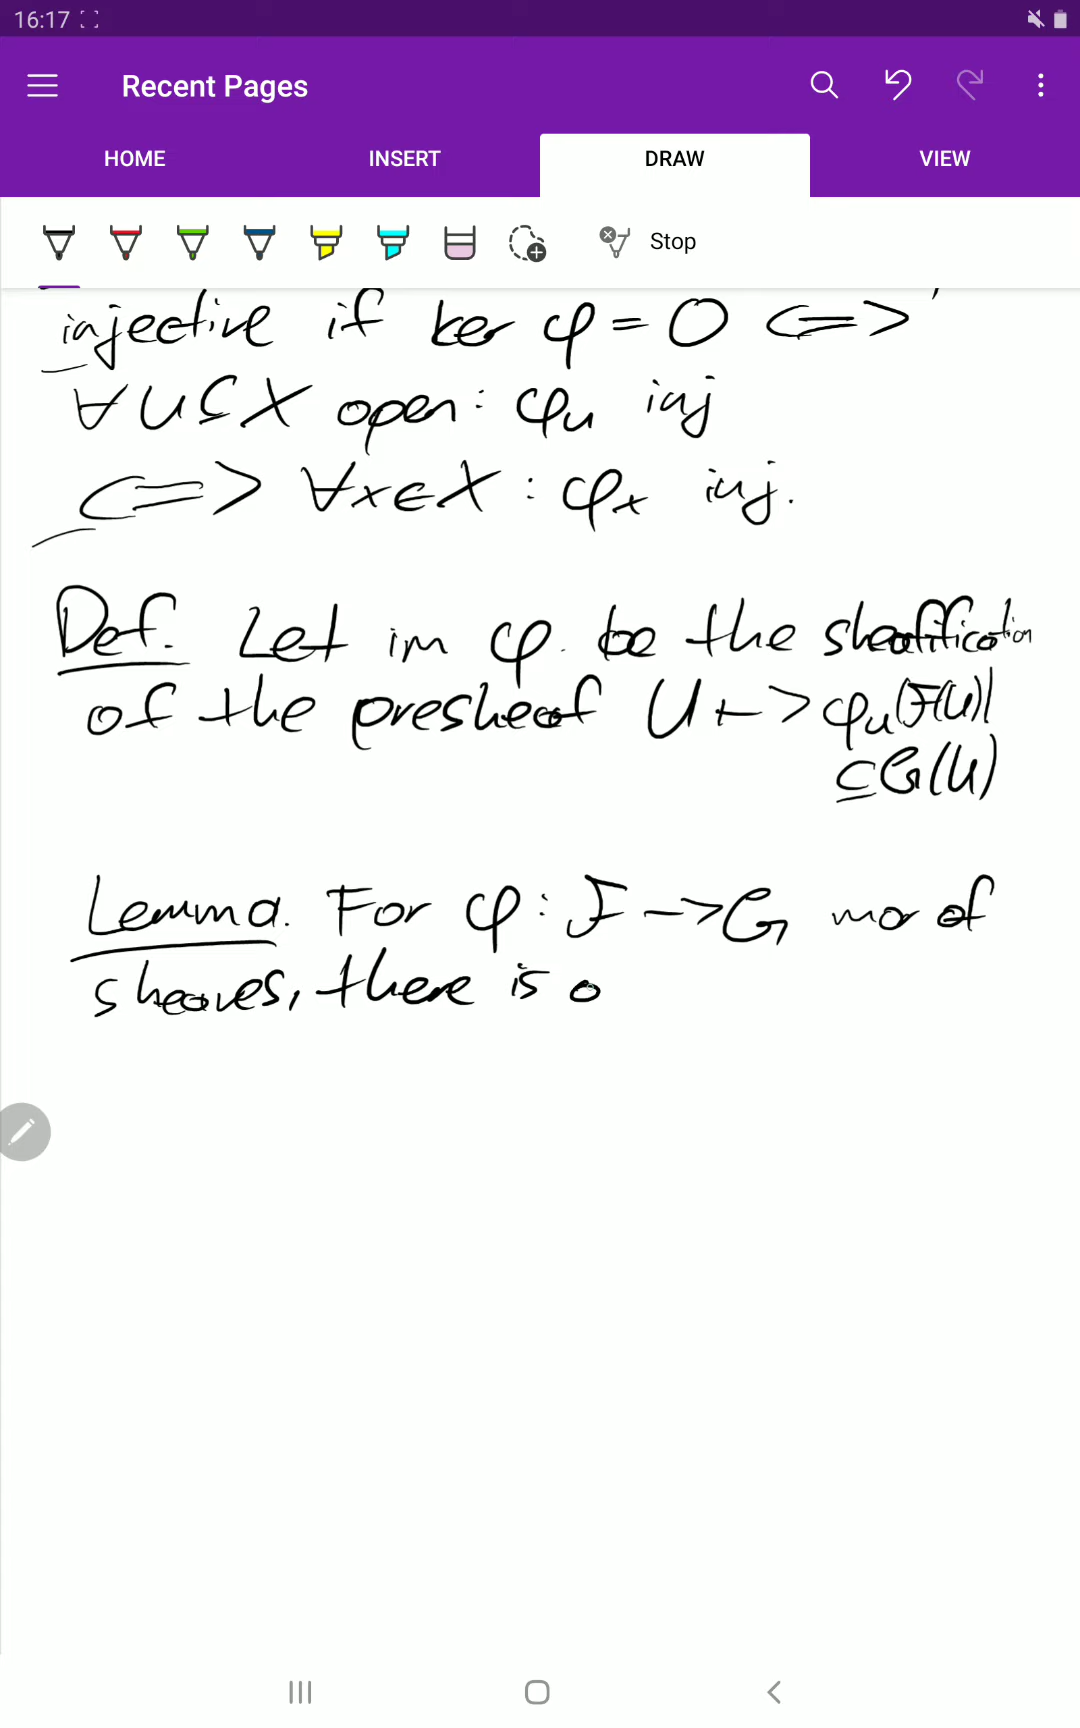 16:17
Recent Pages
HOME INSERT DRAW VIEW
Stop
injective if ker φ = 0 <=>
∀ U ⊆ X open : φ_U inj
<=> ∀x∈X : φ_x inj.
Def. Let im φ be the sheafification
of the presheaf U ↦ φ_U(F(U))
⊆ G(U)
Lemma. For φ : F -> G mor of
sheaves, there is a